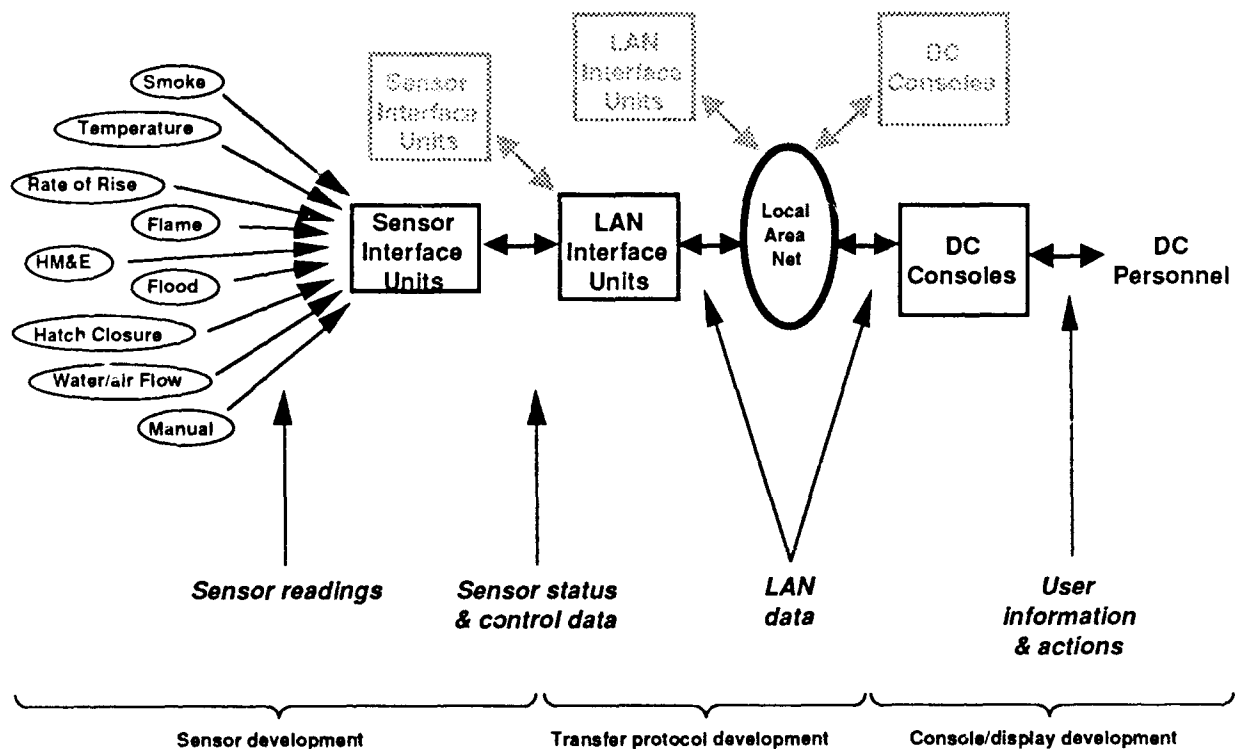 Smoke
Temperature
Rate of Rise
Flame
HM&E
Flood
Hatch Closure
Water/air Flow
Manual
Sensor
Interface
Units
LAN
Interface
Units
DC
Consoles
Sensor
Interface
Units
LAN
Interface
Units
Local
Area
Net
DC
Consoles
DC
Personnel
Sensor readings
Sensor status
& control data
LAN
data
User
information
& actions
Sensor development
Transfer protocol development
Console/display development